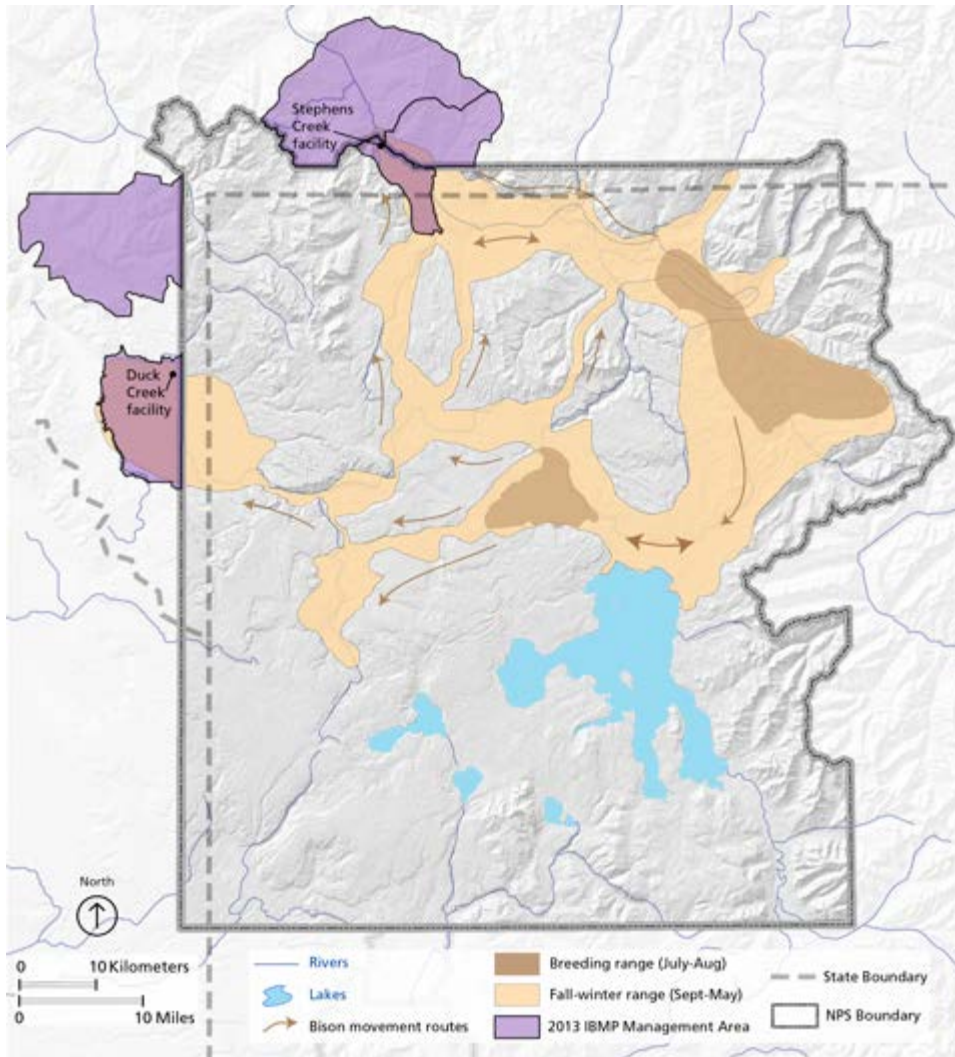 Stephens
Creek
facility
Duck
Creek
facility
North
0 10 Kilometers
0 10 Miles
Rivers
Lakes
Bison movement routes
Breeding range (July-Aug)
Fall-winter range (Sept-May)
2013 IBMP Management Area
State Boundary
NPS Boundary